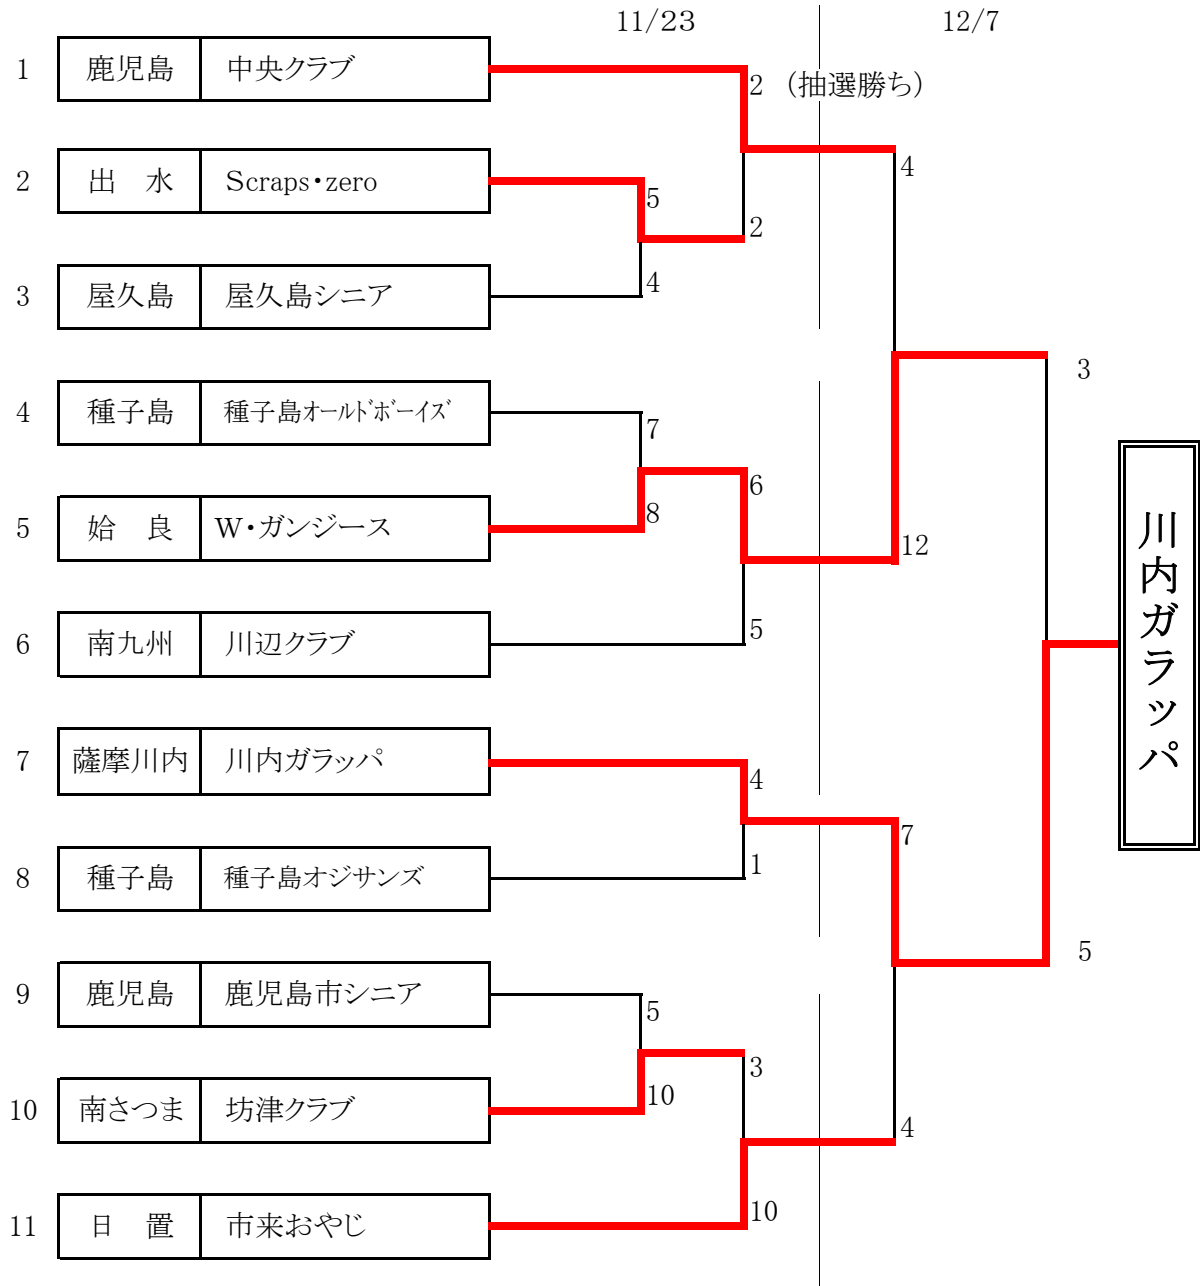 11/23
12/7
1 鹿児島 中央クラブ
2 (抽選勝ち)
4
2 出 水 Scraps・zero
5
2
3 屋久島 屋久島シニア
4
3
4 種子島 種子島オールドボーイズ
7
6
5 姶 良 W・ガンジース
8
12
6 南九州 川辺クラブ
5
川内ガラッパ
7 薩摩川内 川内ガラッパ
4
7
8 種子島 種子島オジサンズ
1
5
9 鹿児島 鹿児島市シニア
5
3
10 南さつま 坊津クラブ
10
4
11 日 置 市来おやじ
10